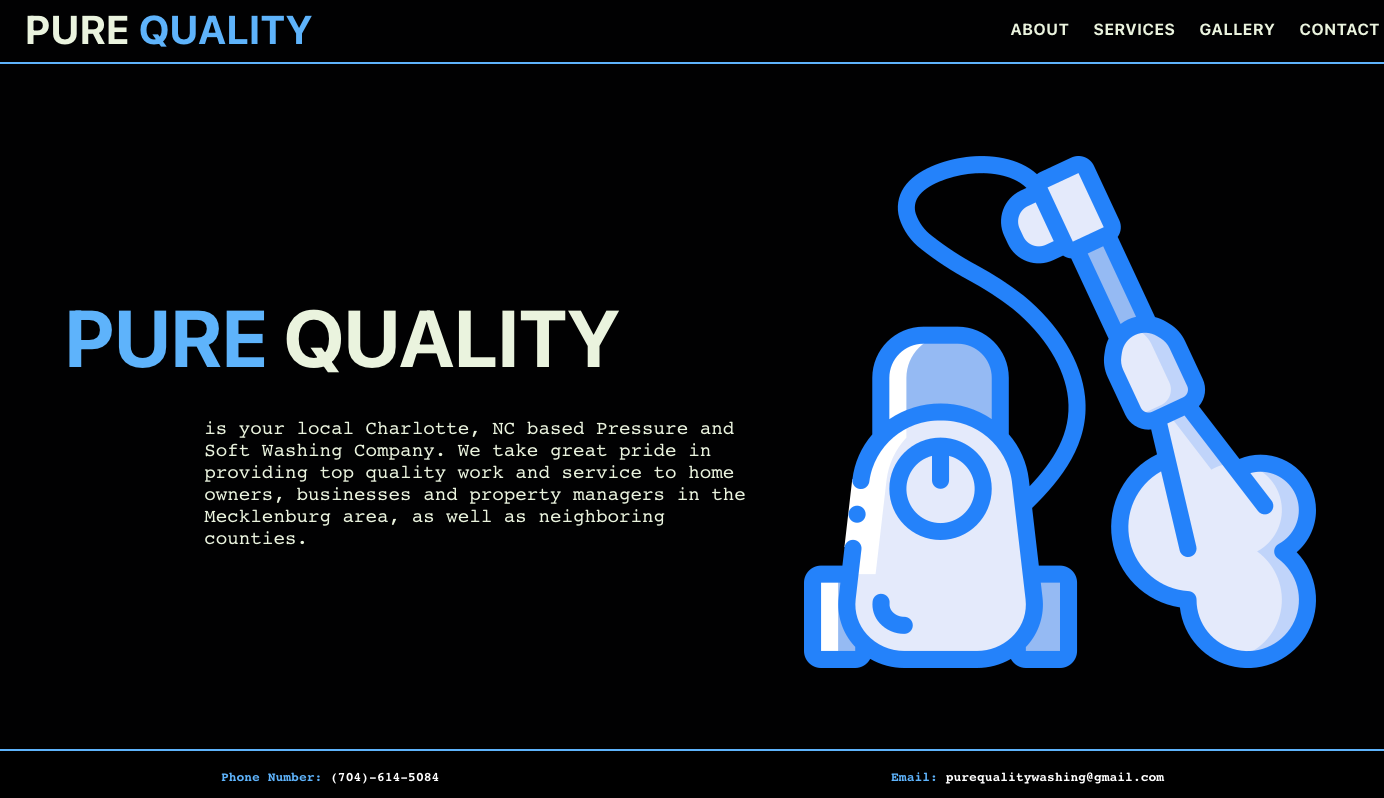 PURE QUALITY
ABOUT SERVICES GALLERY CONTACT
PURE QUALITY
is your local Charlotte, NC based Pressure and
Soft Washing Company. We take great pride in
providing top quality work and service to home
owners, businesses and property managers in the
Mecklenburg area, as well as neighboring
counties.
Phone Number: (704)-614-5084
Email: purequalitywashing@gmail.com